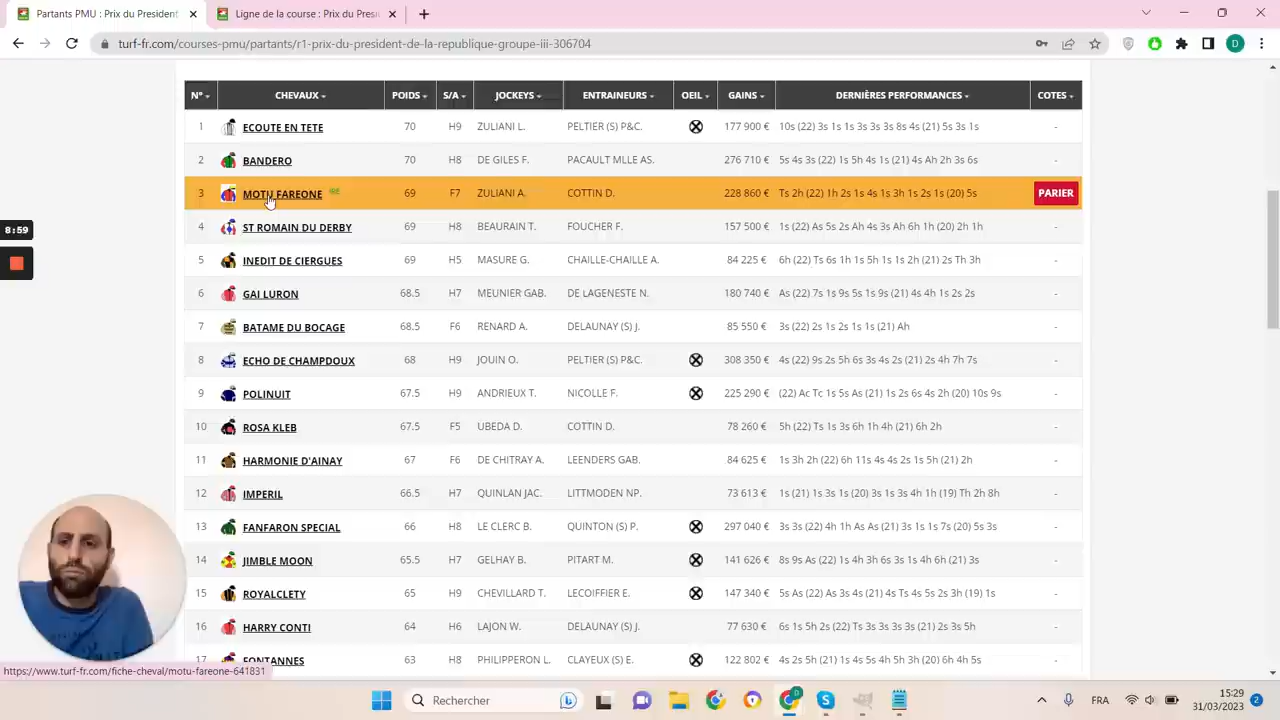 Partants PMU : Prix du President
Ligne de la course : Prix du Presi
turf-fr.com/courses-pmu/partants/r1-prix-du-president-de-la-republique-groupe-iii-306704
N° CHEVAUX POIDS S/A JOCKEYS ENTRAINEURS OEIL GAINS DERNIÈRES PERFORMANCES COTES
1 ECOUTE EN TETE 70 H9 ZULIANI L. PELTIER (S) P&C. 177 900 € 10s (22) 3s 1s 1s 3s 3s 3s 8s 4s (21) 5s 3s 1s -
2 BANDERO 70 H8 DE GILES F. PACAULT MLLE AS. 276 710 € 5s 4s 3s (22) 1s 5h 4s 1s (21) 4s Ah 2h 3s 6s -
3 MOTU FAREONE 69 F7 ZULIANI A. COTTIN D. 228 860 € Ts 2h (22) 1h 2s 1s 4s 1s 3h 1s 2s 1s (20) 5s PARIER
4 ST ROMAIN DU DERBY 69 H8 BEAURAIN T. FOUCHER F. 157 500 € 1s (22) As 5s 2s Ah 4s 3s Ah 6h 1h (20) 2h 1h -
8:59
5 INEDIT DE CIERGUES 69 H5 MASURE G. CHAILLE-CHAILLE A. 84 225 € 6h (22) Ts 6s 1h 1s 5h 1s 1s 2h (21) 2s Th 3h -
6 GAI LURON 68.5 H7 MEUNIER GAB. DE LAGENESTE N. 180 740 € As (22) 7s 1s 9s 5s 1s 9s (21) 4s 4h 1s 2s 2s -
7 BATAME DU BOCAGE 68.5 F6 RENARD A. DELAUNAY (S) J. 85 550 € 3s (22) 2s 1s 2s 1s 1s (21) Ah -
8 ECHO DE CHAMPDOUX 68 H9 JOUIN O. PELTIER (S) P&C. 308 350 € 4s (22) 9s 2s 5h 6s 3s 4s 2s (21) 2s 4h 7h 7s -
9 POLINUIT 67.5 H9 ANDRIEUX T. NICOLLE F. 225 290 € (22) Ac Tc 1s 5s As (21) 1s 2s 6s 4s 2h (20) 10s 9s -
10 ROSA KLEB 67.5 F5 UBEDA D. COTTIN D. 78 260 € 5h (22) Ts 1s 3s 6h 1h 4h (21) 6h 2h -
11 HARMONIE D'AINAY 67 F6 DE CHITRAY A. LEENDERS GAB. 84 625 € 1s 3h 2h (22) 6h 11s 4s 4s 2s 1s 5h (21) 2h -
12 IMPERIL 66.5 H7 QUINLAN JAC. LITTMODEN NP. 73 613 € 1s (21) 1s 3s 1s (20) 3s 1s 3s 4h 1h (19) Th 2h 8h -
13 FANFARON SPECIAL 66 H8 LE CLERC B. QUINTON (S) P. 297 040 € 3s 3s (22) 4h 1h As As (21) 3s 1s 1s 7s (20) 5s 3s -
14 JIMBLE MOON 65.5 H7 GELHAY B. PITART M. 141 626 € 8s 9s As (22) 1s 4h 3h 6s 3s 1s 4h 6h (21) 3s -
15 ROYALCLETY 65 H9 CHEVILLARD T. LECOIFFIER E. 147 340 € 5s As (22) As 3s 4s (21) 4s Ts 4s 5s 2s 3h (19) 1s -
16 HARRY CONTI 64 H6 LAJON W. DELAUNAY (S) J. 77 630 € 6s 1s 5h 2s (22) Ts 3s 3s 3s 3s (21) 2s 3s 5h -
17 FONTANNES 63 H8 PHILIPPERON L. CLAYEUX (S) E. 122 802 € 4s 2s 5h (21) 1s 4s 5s 4h 5h 3h (20) 6h 4h 5s -
https://www.turf-fr.com/fiche-cheval/motu-fareone-641831
Rechercher
FRA
15:29
31/03/2023
2